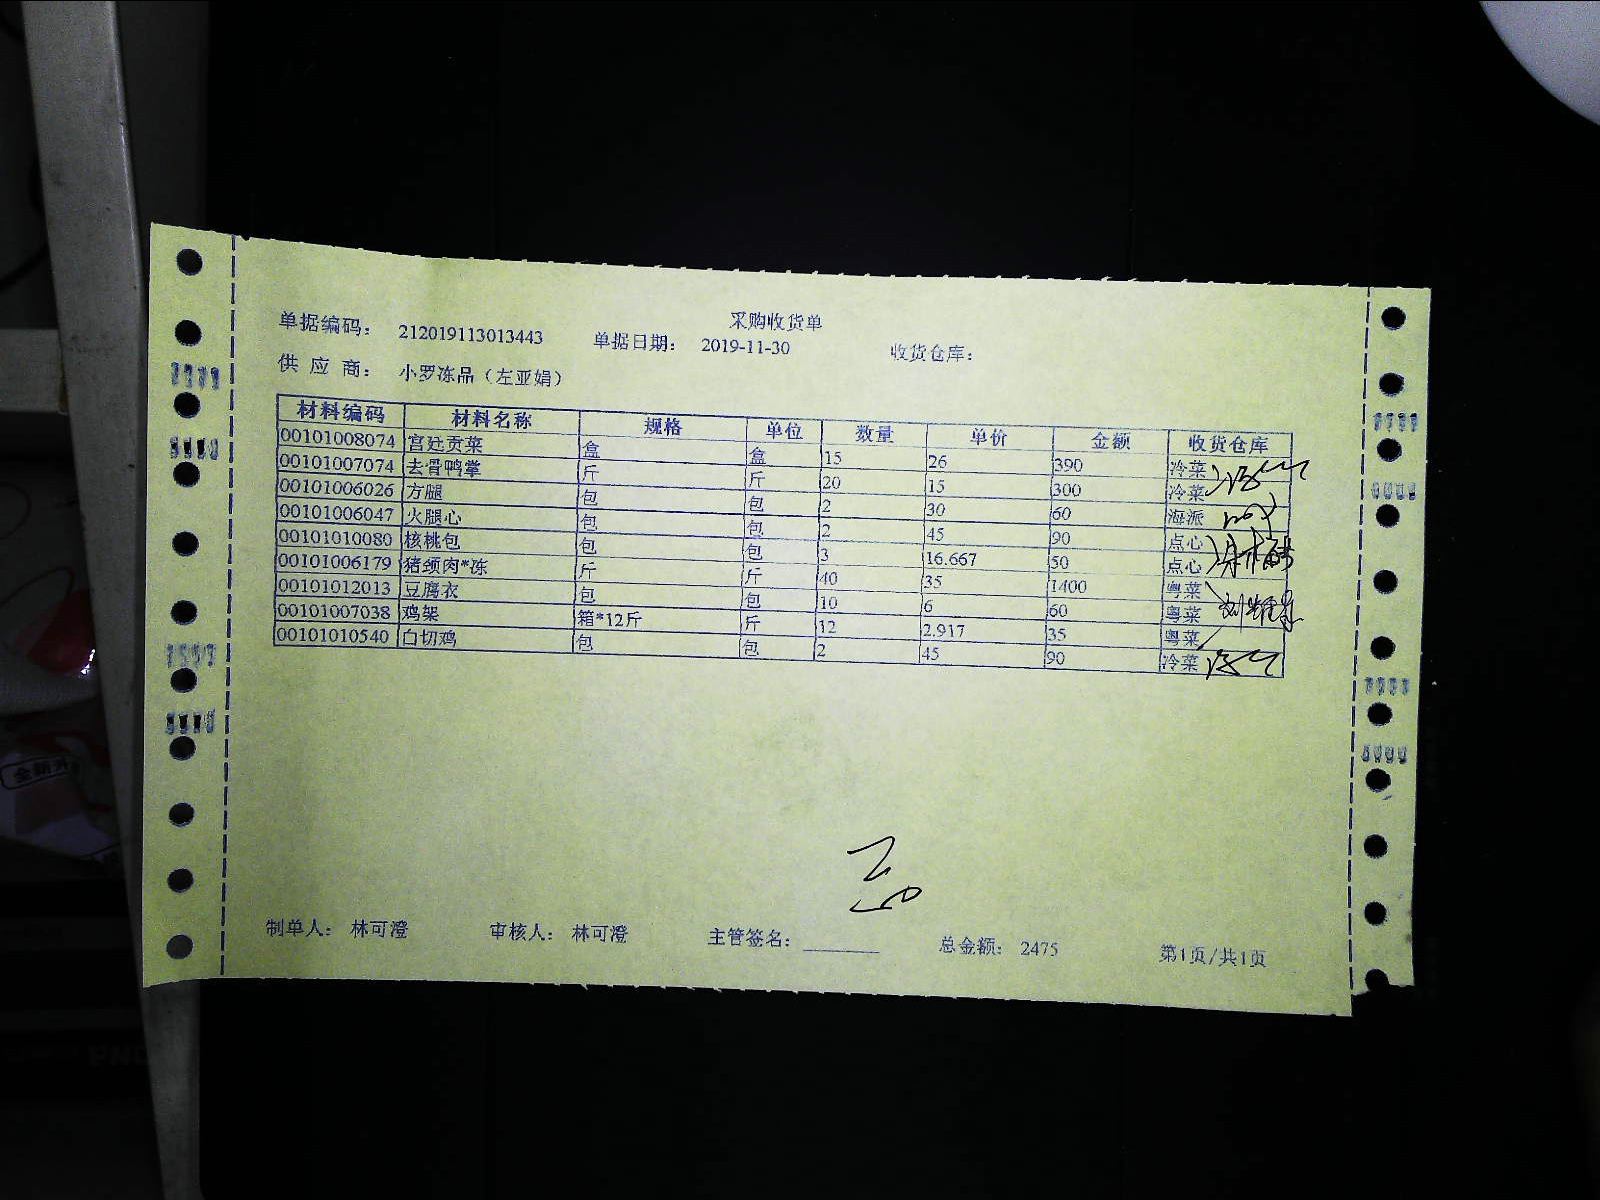 采购收货单
单据编码： 212019113013443 单据日期： 2019-11-30 收货仓库：
供 应 商： 小罗冻品（左亚娟）
材料编码 材料名称 规格 单位 数量 单价 金额 收货仓库
00101008074 宫廷贡菜 盒 盒 15 26 390 冷菜
00101007074 去骨鸭掌 斤 斤 20 15 300 冷菜
00101006026 方腿 包 包 2 30 60 海派
00101006047 火腿心 包 包 2 45 90 点心
00101010080 核桃包 包 包 3 16.667 50 点心
00101006179 猪颈肉*冻 斤 斤 40 35 1400 粤菜
00101012013 豆腐衣 包 包 10 6 60 粤菜
00101007038 鸡架 箱*12斤 斤 12 2.917 35 粤菜
00101010540 白切鸡 包 包 2 45 90 冷菜
制单人： 林可澄 审核人： 林可澄 主管签名： 总金额： 2475 第1页/共1页